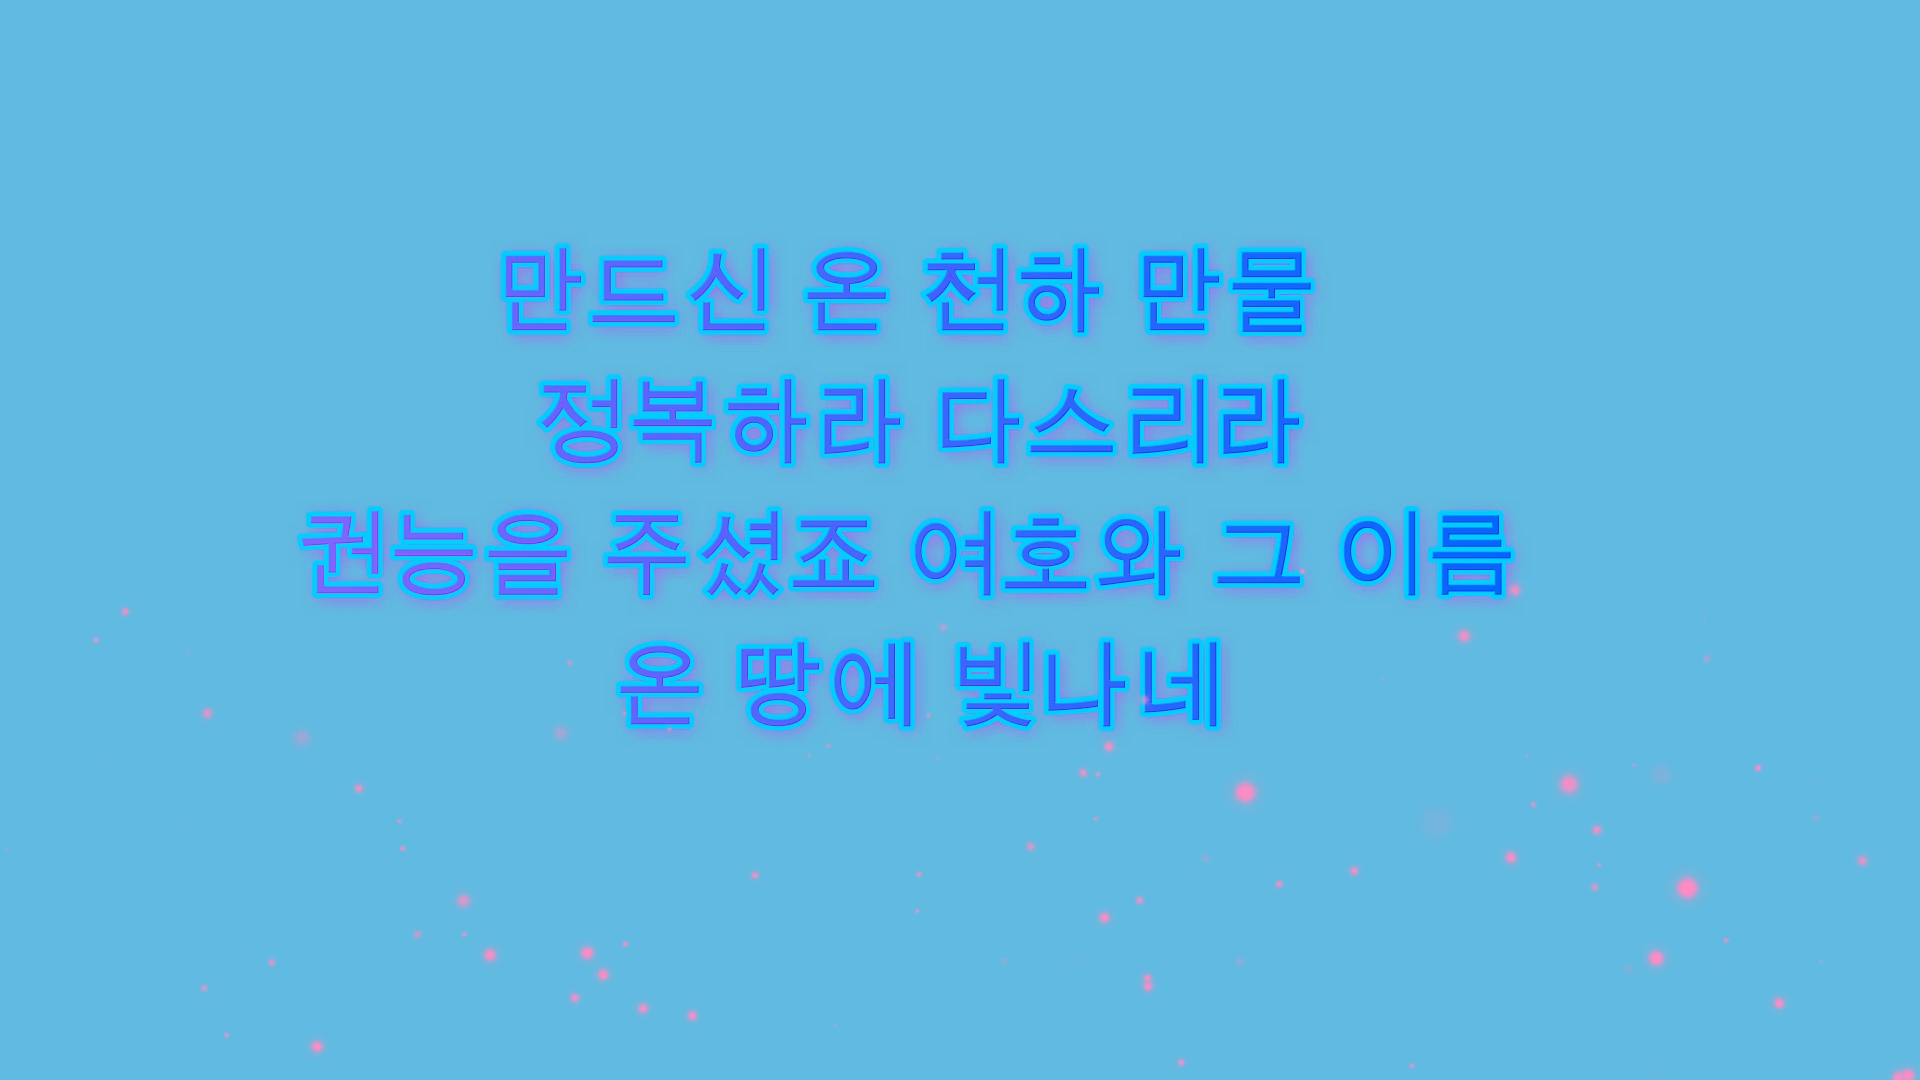 만드신 온 천하 만물
정복하라 다스리라
권능을 주셨죠 여호와 그 이름
온 땅에 빛나네